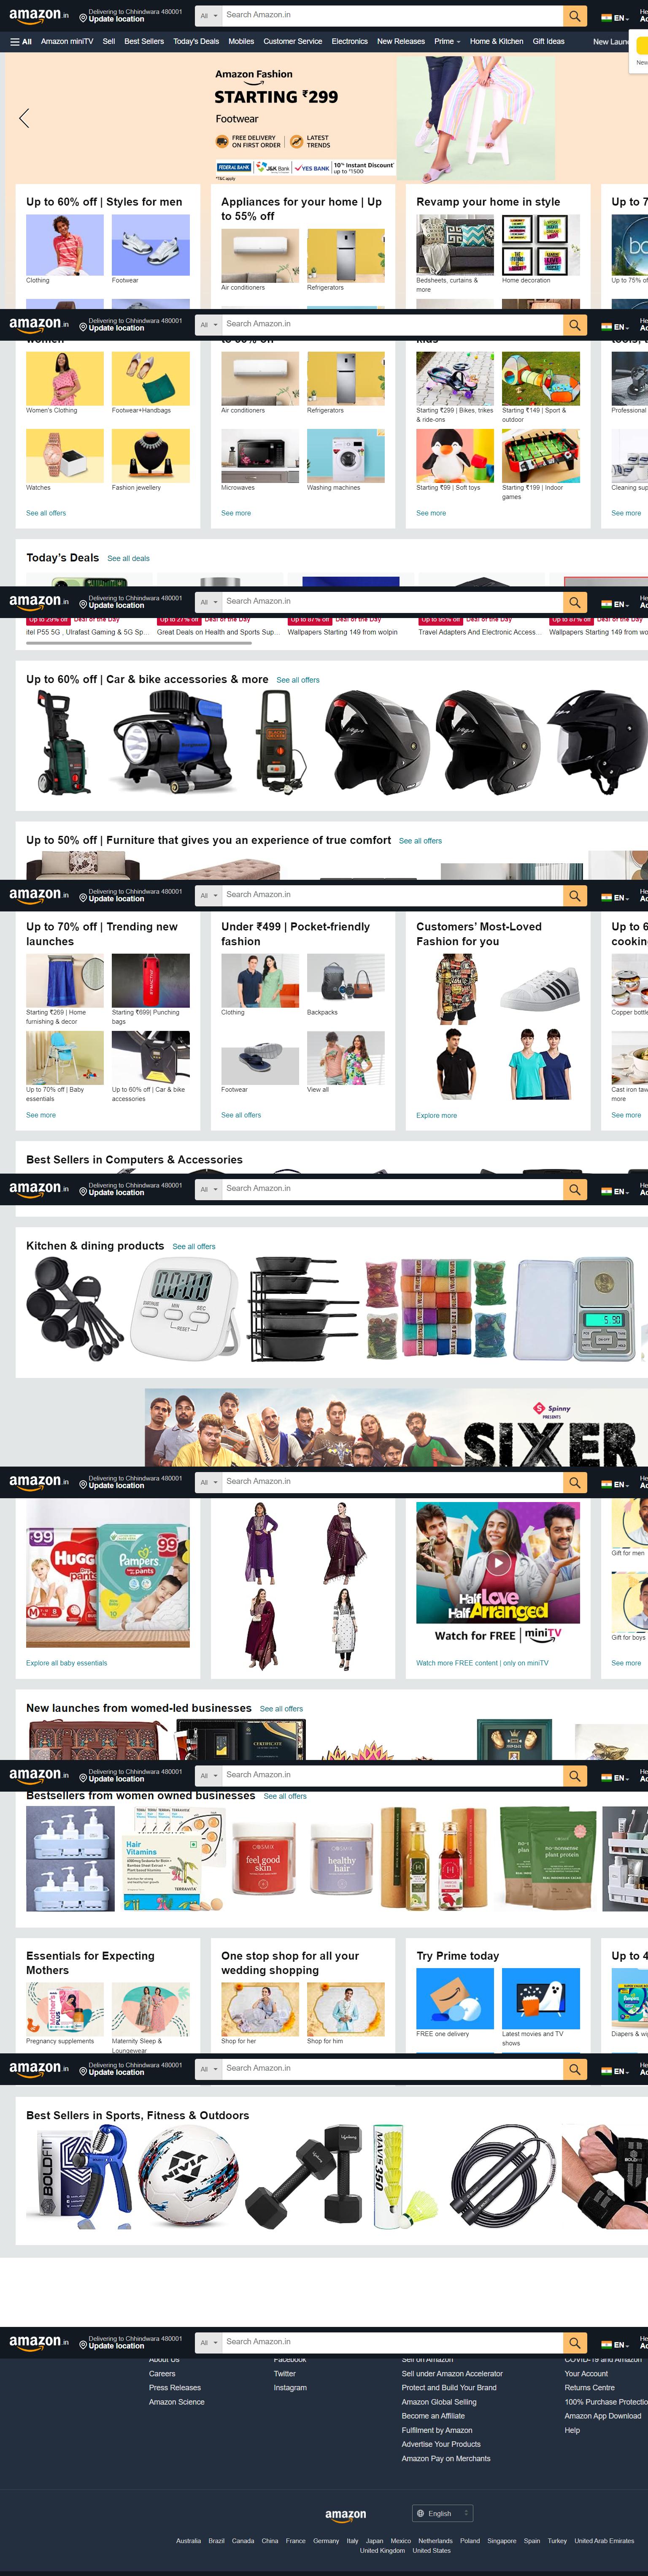 amazon.in
Delivering to Chhindwara 480001
Update location
All
Search Amazon.in
EN
All Amazon miniTV Sell Best Sellers Today's Deals Mobiles Customer Service Electronics New Releases Prime Home & Kitchen Gift Ideas
Amazon Fashion
STARTING ₹299
Footwear
FREE DELIVERY
ON FIRST ORDER
LATEST
TRENDS
FEDERAL BANK J&K Bank YES BANK 10% Instant Discount*
up to ₹1500
*T&C apply
Up to 60% off | Styles for men
Clothing
Footwear
Appliances for your home | Up
to 55% off
Air conditioners
Refrigerators
Revamp your home in style
Bedsheets, curtains &
more
Home decoration
Up to 7
Up to 75% of
amazon.in
Delivering to Chhindwara 480001
Update location
All
Search Amazon.in
EN
Women's Clothing
Footwear+Handbags
Watches
Fashion jewellery
See all offers
Air conditioners
Refrigerators
Microwaves
Washing machines
See more
Starting ₹299 | Bikes, trikes
& ride-ons
Starting ₹149 | Sport &
outdoor
Starting ₹99 | Soft toys
Starting ₹199 | Indoor
games
See more
Professional
Cleaning sup
See more
Today's Deals See all deals
amazon.in
Delivering to Chhindwara 480001
Update location
All
Search Amazon.in
EN
Up to 29% off Deal of the Day
Up to 27% off Deal of the Day
Up to 87% off Deal of the Day
Up to 95% off Deal of the Day
Up to 87% off Deal of the Day
itel P55 5G , Ulrafast Gaming & 5G Sp...
Great Deals on Health and Sports Sup...
Wallpapers Starting 149 from wolpin
Travel Adapters And Electronic Access...
Wallpapers Starting 149 from wo
Up to 60% off | Car & bike accessories & more See all offers
Up to 50% off | Furniture that gives you an experience of true comfort See all offers
amazon.in
Delivering to Chhindwara 480001
Update location
All
Search Amazon.in
EN
Up to 70% off | Trending new
launches
Starting ₹269 | Home
furnishing & decor
Starting ₹699| Punching
bags
Up to 70% off | Baby
essentials
Up to 60% off | Car & bike
accessories
See more
Under ₹499 | Pocket-friendly
fashion
Clothing
Backpacks
Footwear
View all
See all offers
Customers' Most-Loved
Fashion for you
Explore more
Up to 6
cookin
Copper bottle
Cast iron taw
more
See more
Best Sellers in Computers & Accessories
amazon.in
Delivering to Chhindwara 480001
Update location
All
Search Amazon.in
EN
Kitchen & dining products See all offers
MIN
SEC
RESET
5.90
Spinny
PRESENTS
SIXER
amazon.in
Delivering to Chhindwara 480001
Update location
All
Search Amazon.in
EN
99
Pampers
pants
Explore all baby essentials
Half Love
Half Arranged
Watch for FREE | miniTV
Watch more FREE content | only on miniTV
Gift for men
Gift for boys
See more
New launches from womed-led businesses See all offers
CERTIFICATE
amazon.in
Delivering to Chhindwara 480001
Update location
All
Search Amazon.in
EN
Bestsellers from women owned businesses See all offers
Hair
Vitamins
feel good
skin
healthy
hair
no-nonsense
plant protein
Essentials for Expecting
Mothers
Pregnancy supplements
Maternity Sleep &
Loungewear
One stop shop for all your
wedding shopping
Shop for her
Shop for him
Try Prime today
FREE one delivery
Latest movies and TV
shows
Up to 4
Diapers & wi
amazon.in
Delivering to Chhindwara 480001
Update location
All
Search Amazon.in
EN
Best Sellers in Sports, Fitness & Outdoors
BOLDFIT
NIVIA
MAVIS 350
amazon.in
Delivering to Chhindwara 480001
Update location
All
Search Amazon.in
EN
About Us
Careers
Press Releases
Amazon Science
Facebook
Twitter
Instagram
Sell on Amazon
Sell under Amazon Accelerator
Protect and Build Your Brand
Amazon Global Selling
Become an Affiliate
Fulfilment by Amazon
Advertise Your Products
Amazon Pay on Merchants
COVID-19 and Amazon
Your Account
Returns Centre
100% Purchase Protectio
Amazon App Download
Help
amazon
English
Australia Brazil Canada China France Germany Italy Japan Mexico Netherlands Poland Singapore Spain Turkey United Arab Emirates
United Kingdom United States